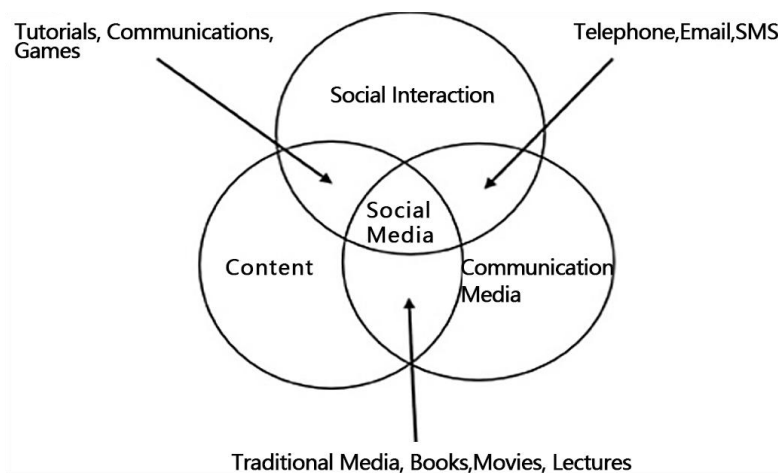 Tutorials, Communications,
Games
Telephone,Email,SMS
Social Interaction
Social
Media
Content
Communication
Media
Traditional Media, Books,Movies, Lectures